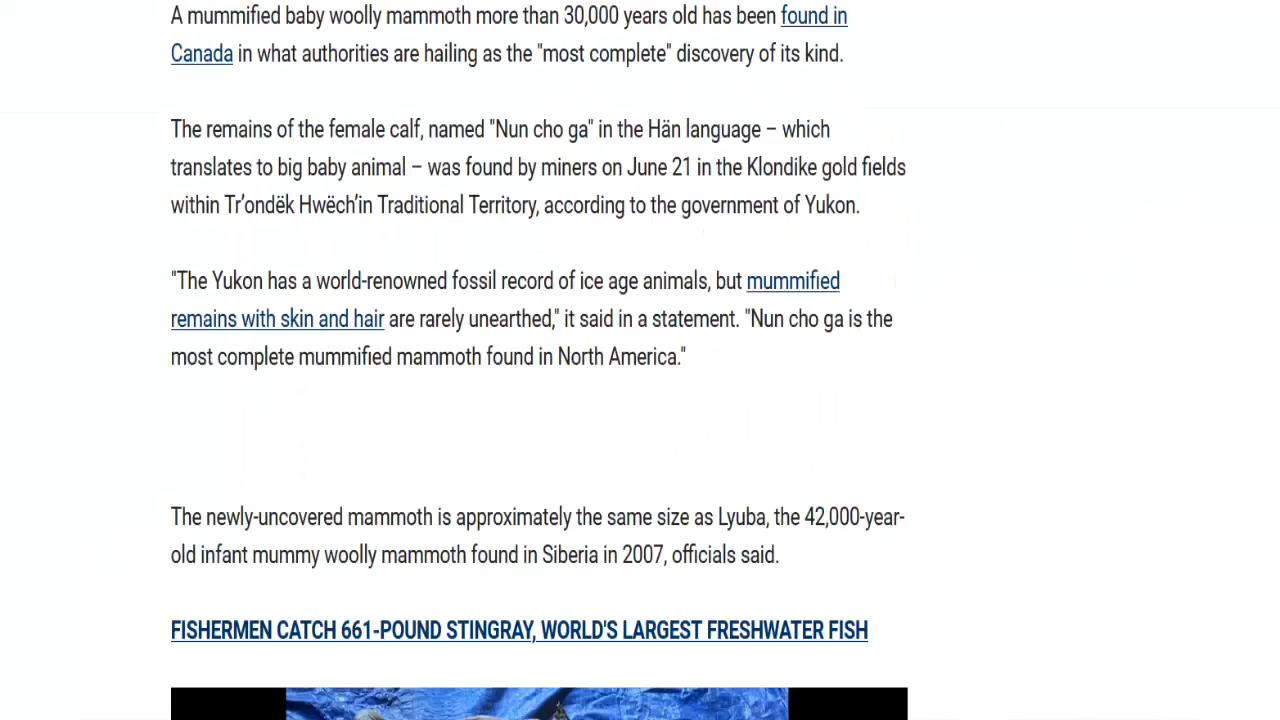 A mummified baby woolly mammoth more than 30,000 years old has been found in
Canada in what authorities are hailing as the "most complete" discovery of its kind.
The remains of the female calf, named "Nun cho ga" in the Hän language – which
translates to big baby animal – was found by miners on June 21 in the Klondike gold fields
within Tr’ondëk Hwëch’in Traditional Territory, according to the government of Yukon.
"The Yukon has a world-renowned fossil record of ice age animals, but mummified
remains with skin and hair are rarely unearthed," it said in a statement. "Nun cho ga is the
most complete mummified mammoth found in North America."
The newly-uncovered mammoth is approximately the same size as Lyuba, the 42,000-year-
old infant mummy woolly mammoth found in Siberia in 2007, officials said.
FISHERMEN CATCH 661-POUND STINGRAY, WORLD'S LARGEST FRESHWATER FISH